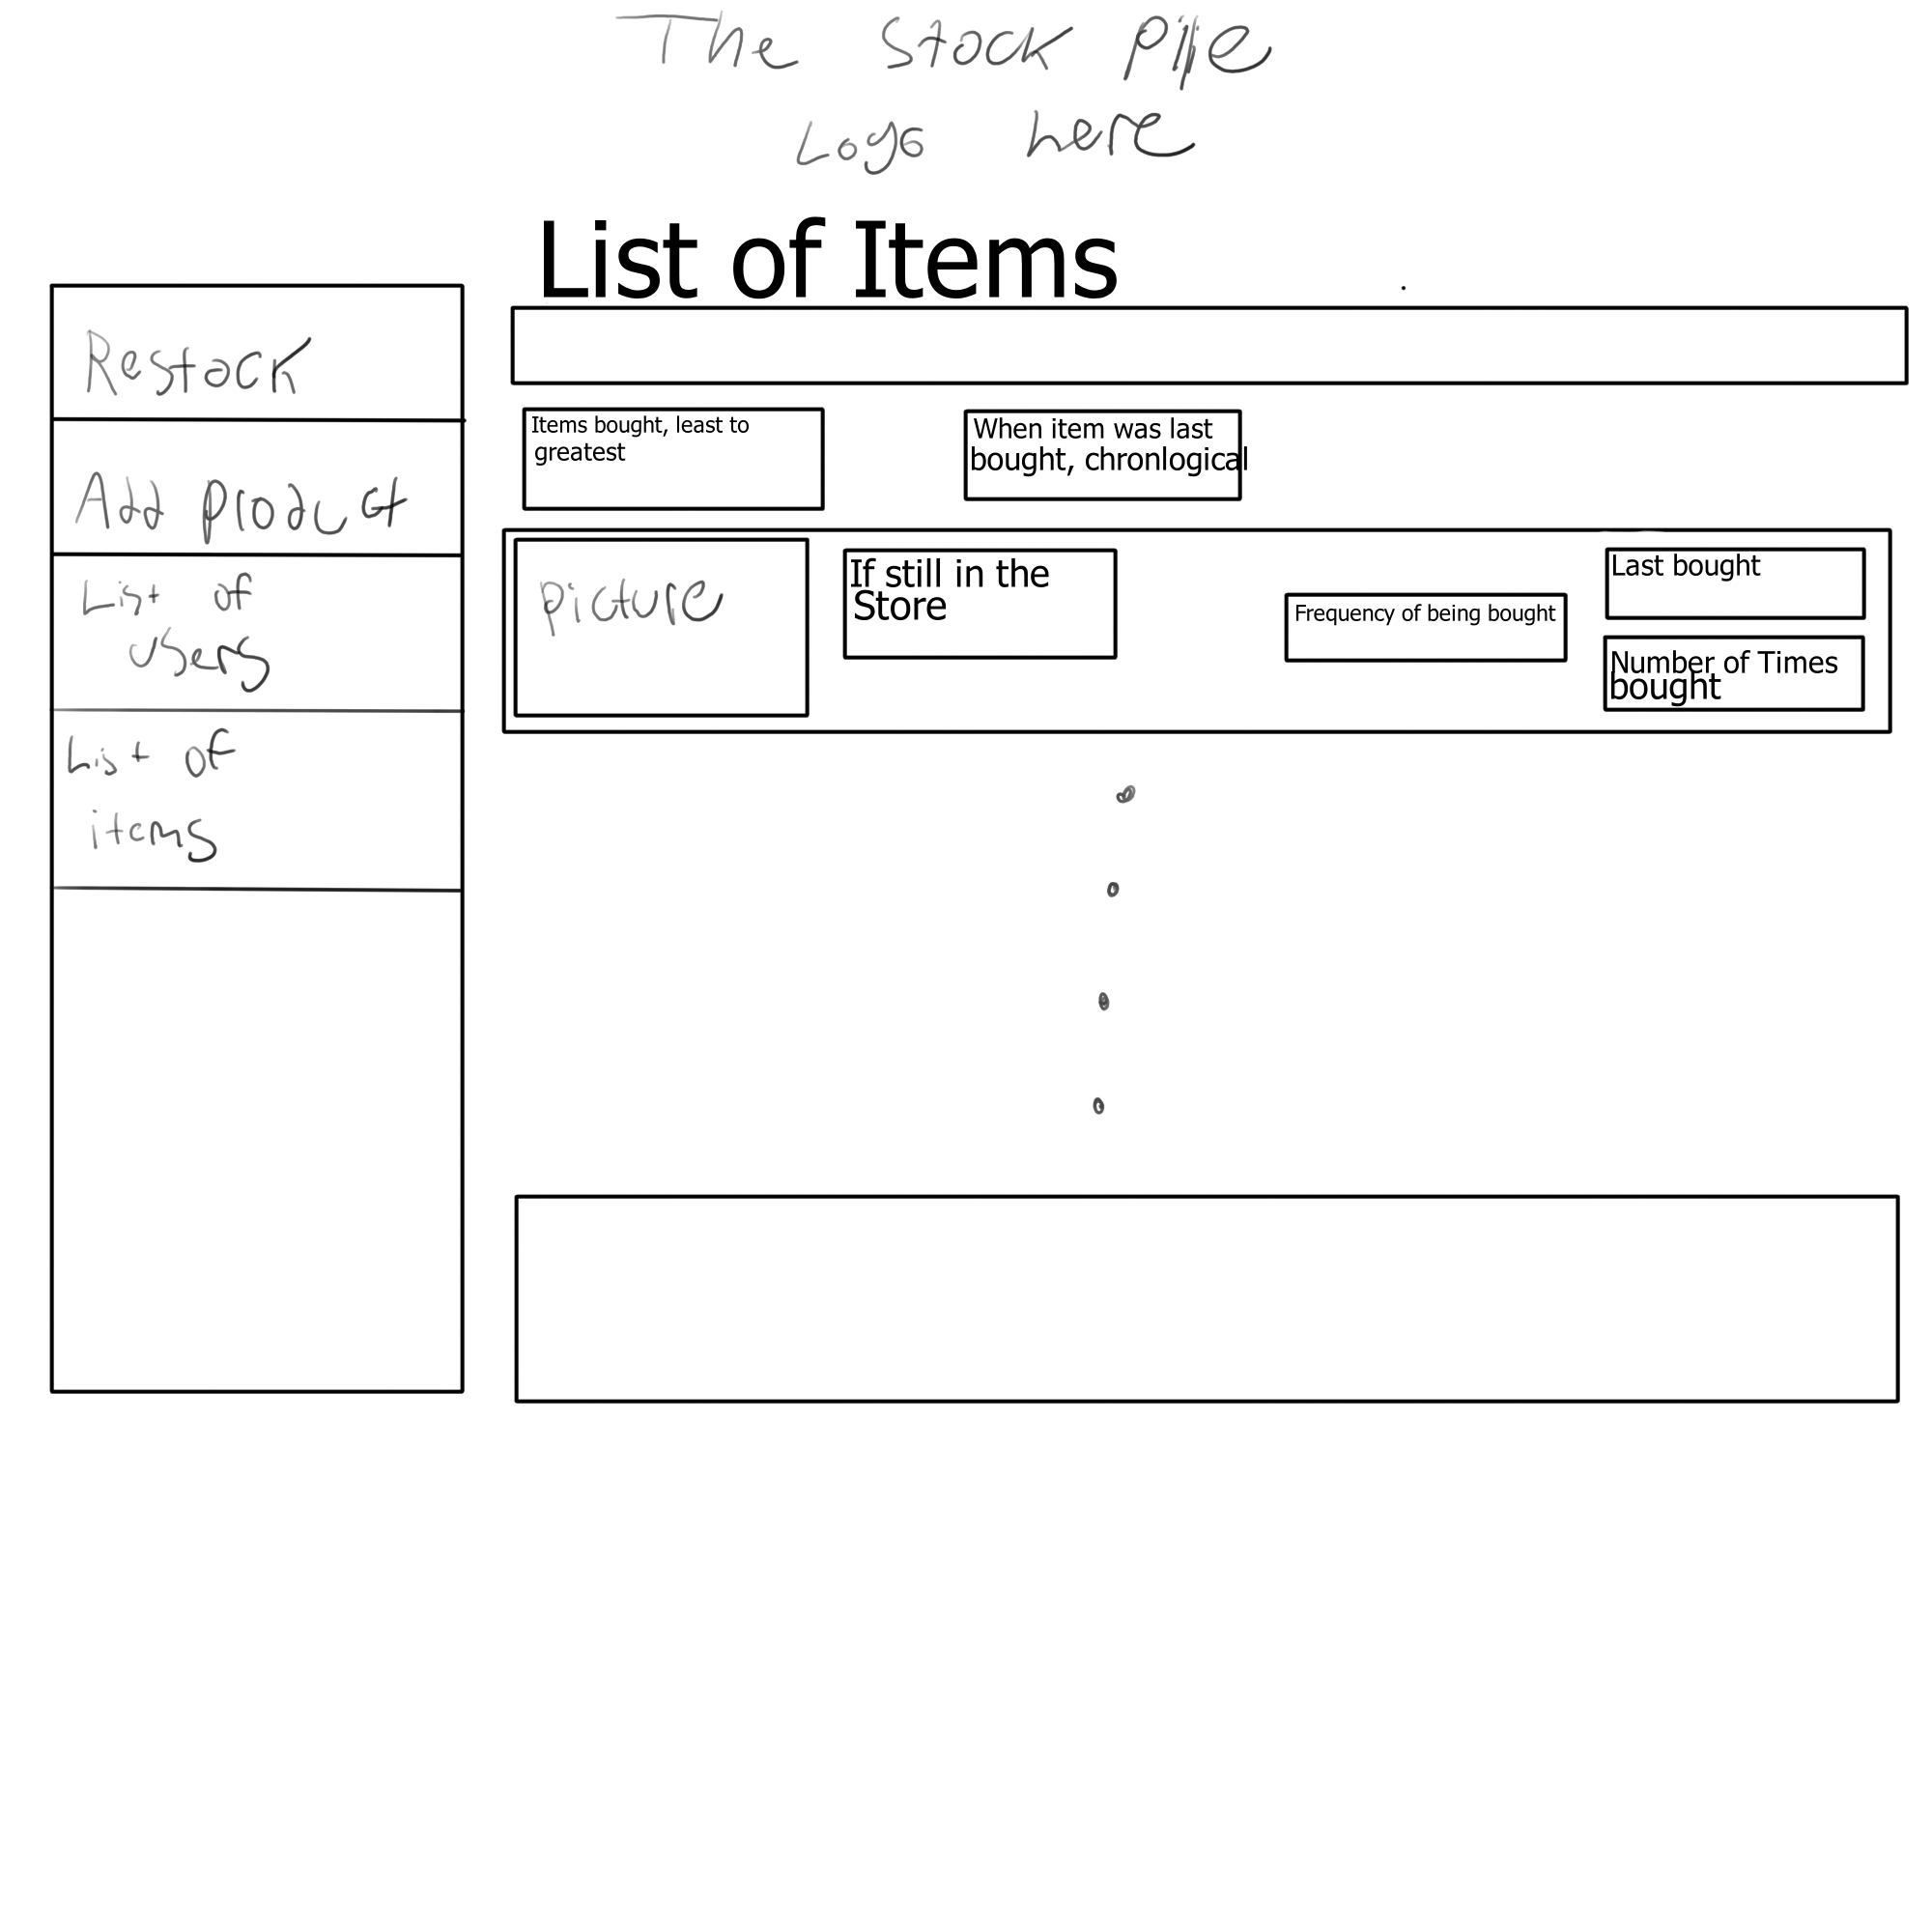 The Stock Pile
Logo here
List of Items
Restock
Add product
List of
Users
List of
items
Items bought, least to
greatest
When item was last
bought, chronlogical
picture
If still in the
Store
Frequency of being bought
Last bought
Number of Times
bought